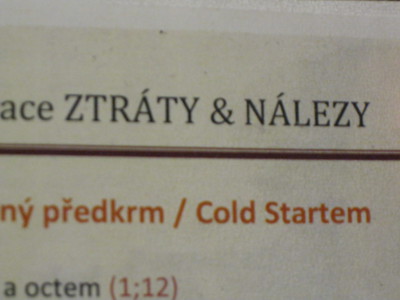 ace ZTRÁTY & NÁLEZY
ný předkrm / Cold Startem
a octem (1;12)